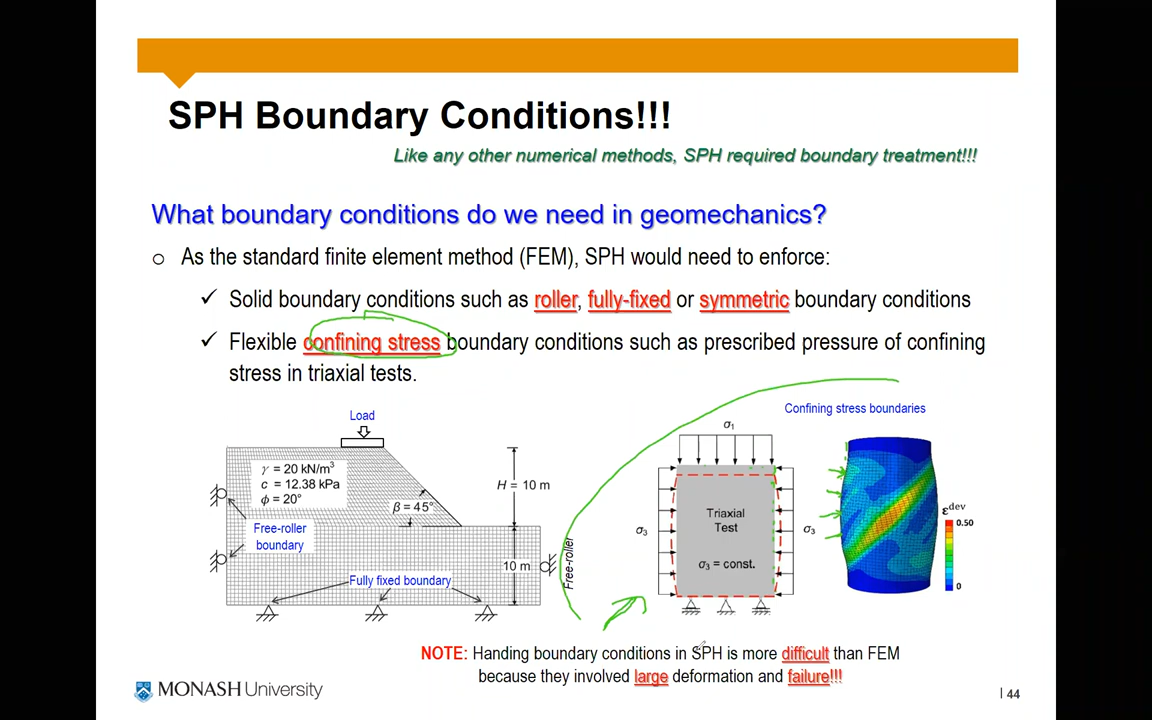 SPH Boundary Conditions!!!
Like any other numerical methods, SPH required boundary treatment!!!
What boundary conditions do we need in geomechanics?
o As the standard finite element method (FEM), SPH would need to enforce:
✓ Solid boundary conditions such as roller, fully-fixed or symmetric boundary conditions
✓ Flexible confining stress boundary conditions such as prescribed pressure of confining
stress in triaxial tests.
Load
γ = 20 kN/m³
c = 12.38 kPa
ϕ = 20°
β = 45°
H = 10 m
Free-roller
boundary
Fully fixed boundary
10 m
Free-roller
Confining stress boundaries
σ₁
σ₃
Triaxial
Test
σ₃ = const.
σ₃
ε^dev
0.50
0
NOTE: Handing boundary conditions in SPH is more difficult than FEM
because they involved large deformation and failure!!!
MONASH University
44